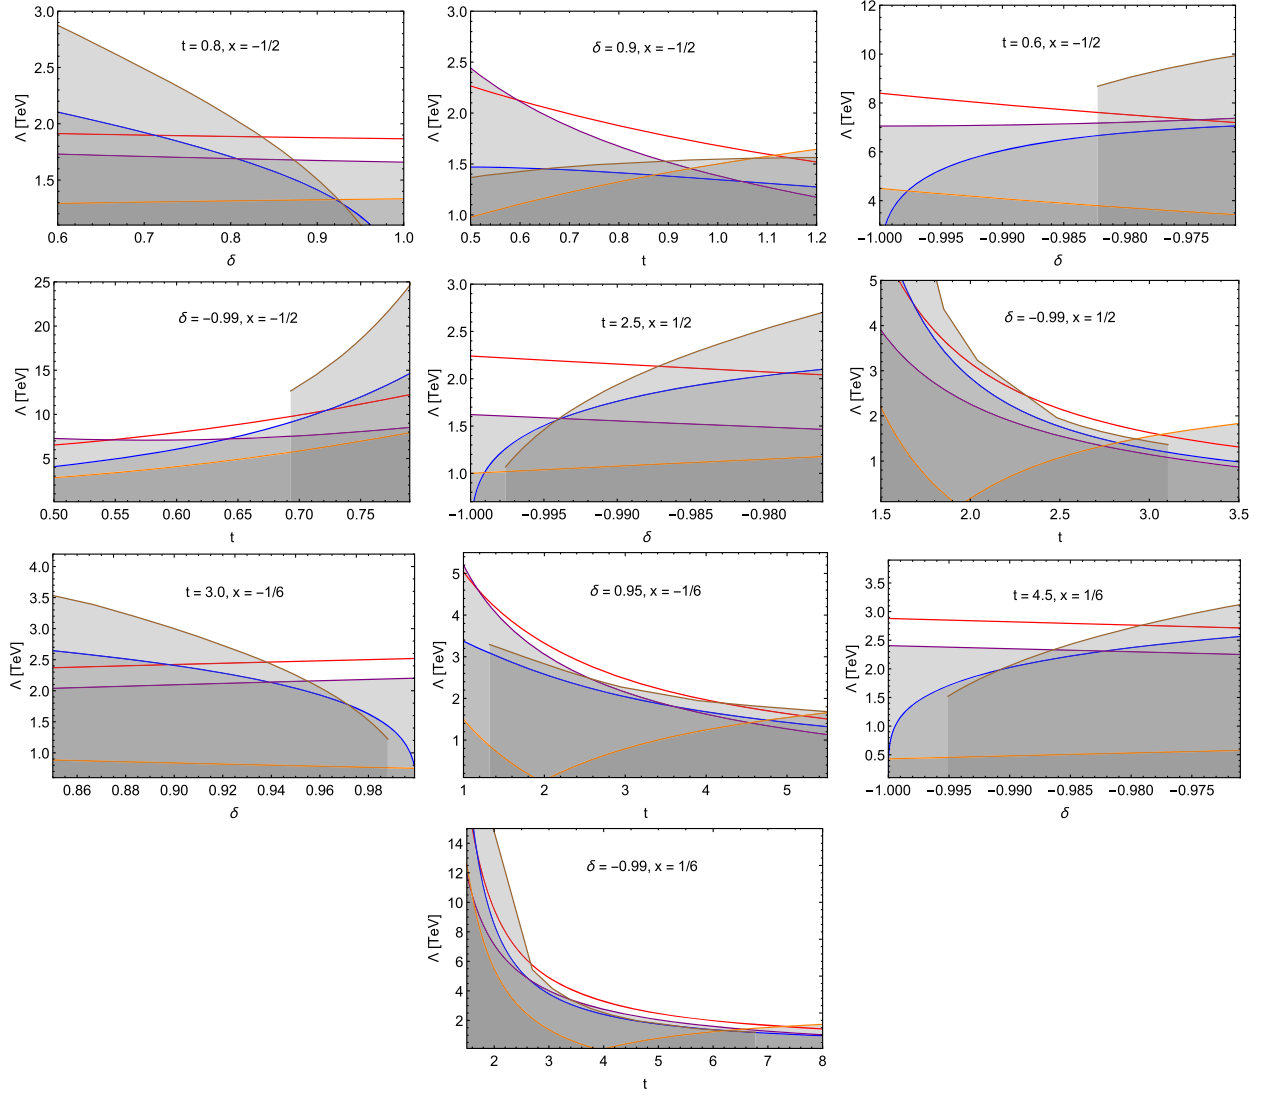 t = 0.8, x = −1/2
Λ [TeV]
3.0
2.5
2.0
1.5
0.6 0.7 0.8 0.9 1.0
δ
δ = 0.9, x = −1/2
Λ [TeV]
3.0
2.5
2.0
1.5
1.0
0.5 0.6 0.7 0.8 0.9 1.0 1.1 1.2
t
t = 0.6, x = −1/2
Λ [TeV]
12
10
8
6
4
−1.000 −0.995 −0.990 −0.985 −0.980 −0.975
δ
δ = −0.99, x = −1/2
Λ [TeV]
25
20
15
10
5
0.50 0.55 0.60 0.65 0.70 0.75
t
t = 2.5, x = 1/2
Λ [TeV]
3.0
2.5
2.0
1.5
1.0
−1.000 −0.995 −0.990 −0.985 −0.980
δ
δ = −0.99, x = 1/2
Λ [TeV]
5
4
3
2
1
1.5 2.0 2.5 3.0 3.5
t
t = 3.0, x = −1/6
Λ [TeV]
4.0
3.5
3.0
2.5
2.0
1.5
1.0
0.86 0.88 0.90 0.92 0.94 0.96 0.98
δ
δ = 0.95, x = −1/6
Λ [TeV]
5
4
3
2
1
1 2 3 4 5
t
t = 4.5, x = 1/6
Λ [TeV]
3.5
3.0
2.5
2.0
1.5
1.0
0.5
−1.000 −0.995 −0.990 −0.985 −0.980 −0.975
δ
δ = −0.99, x = 1/6
Λ [TeV]
14
12
10
8
6
4
2
2 3 4 5 6 7 8
t